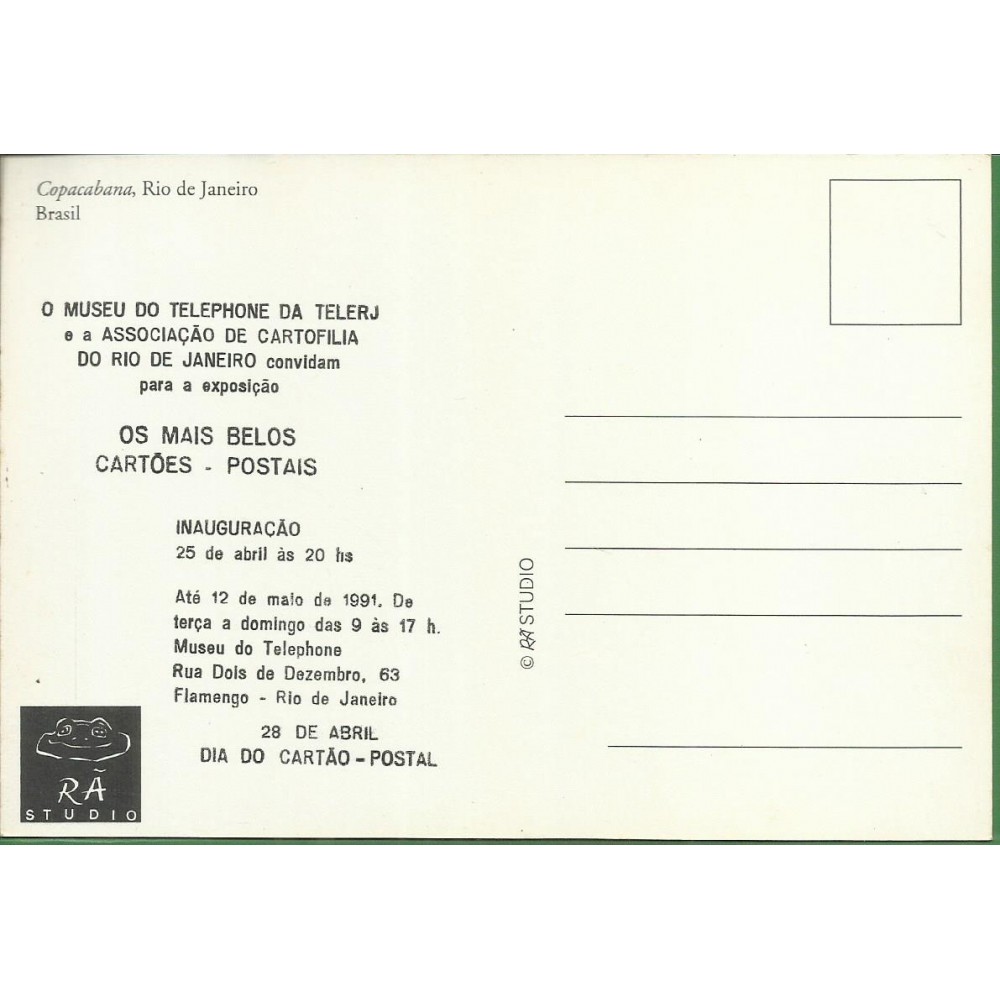 Copacabana, Rio de Janeiro
Brasil
O MUSEU DO TELEPHONE DA TELERJ
e a ASSOCIAÇÃO DE CARTOFILIA
DO RIO DE JANEIRO convidam
para a exposição
OS MAIS BELOS
CARTÕES - POSTAIS
INAUGURAÇÃO
25 de abril às 20 hs
Até 12 de maio de 1991. De
terça a domingo das 9 às 17 h.
Museu do Telephone
Rua Dois de Dezembro, 63
Flamengo - Rio de Janeiro
28 DE ABRIL
DIA DO CARTÃO - POSTAL
RÃ
STUDIO
© RÃ STUDIO